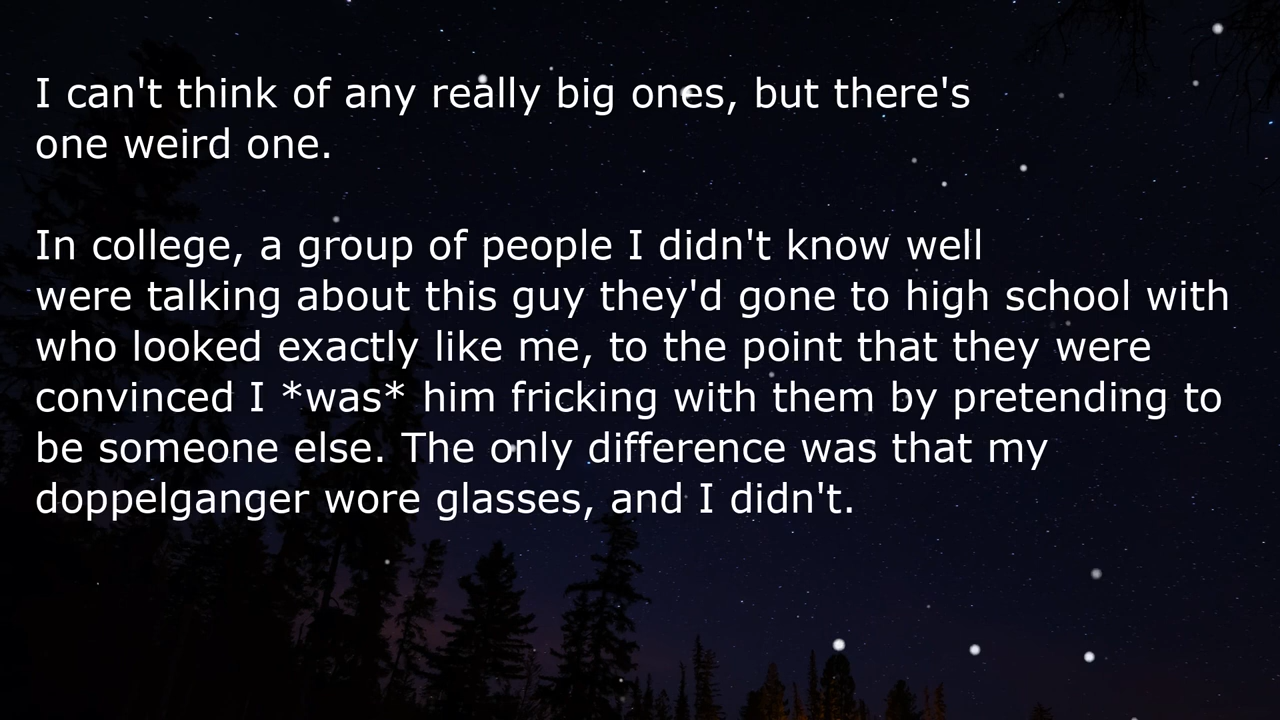 I can't think of any really big ones, but there's
one weird one.
In college, a group of people I didn't know well
were talking about this guy they'd gone to high school with
who looked exactly like me, to the point that they were
convinced I *was* him fricking with them by pretending to
be someone else. The only difference was that my
doppelganger wore glasses, and I didn't.